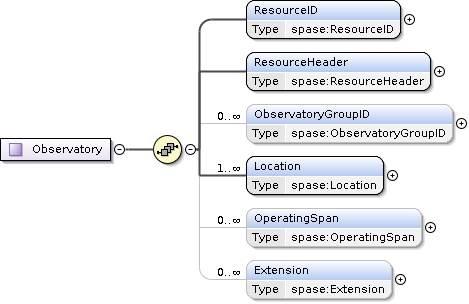 ResourceID
Type spase:ResourceID
ResourceHeader
Type spase:ResourceHeader
0..∞
ObservatoryGroupID
Type spase:ObservatoryGroupID
Observatory
1..∞
Location
Type spase:Location
0..∞
OperatingSpan
Type spase:OperatingSpan
0..∞
Extension
Type spase:Extension